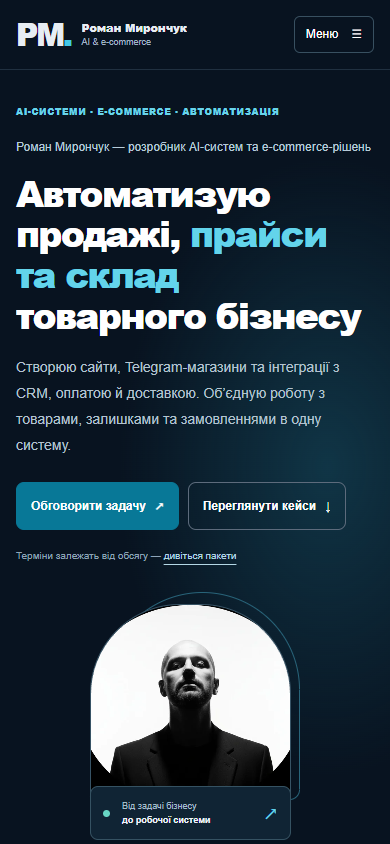 РМ.
Роман Мирончук
AI & e-commerce
Меню ☰
AI-СИСТЕМИ · E-COMMERCE · АВТОМАТИЗАЦІЯ
Роман Мирончук — розробник AI-систем та e-commerce-рішень
Автоматизую
продажі, прайси
та склад
товарного бізнесу
Створюю сайти, Telegram-магазини та інтеграції з
CRM, оплатою й доставкою. Об’єдную роботу з
товарами, залишками та замовленнями в одну
систему.
Обговорити задачу ↗
Переглянути кейси ↓
Терміни залежать від обсягу — дивіться пакети
Від задачі бізнесу
до робочої системи ↗